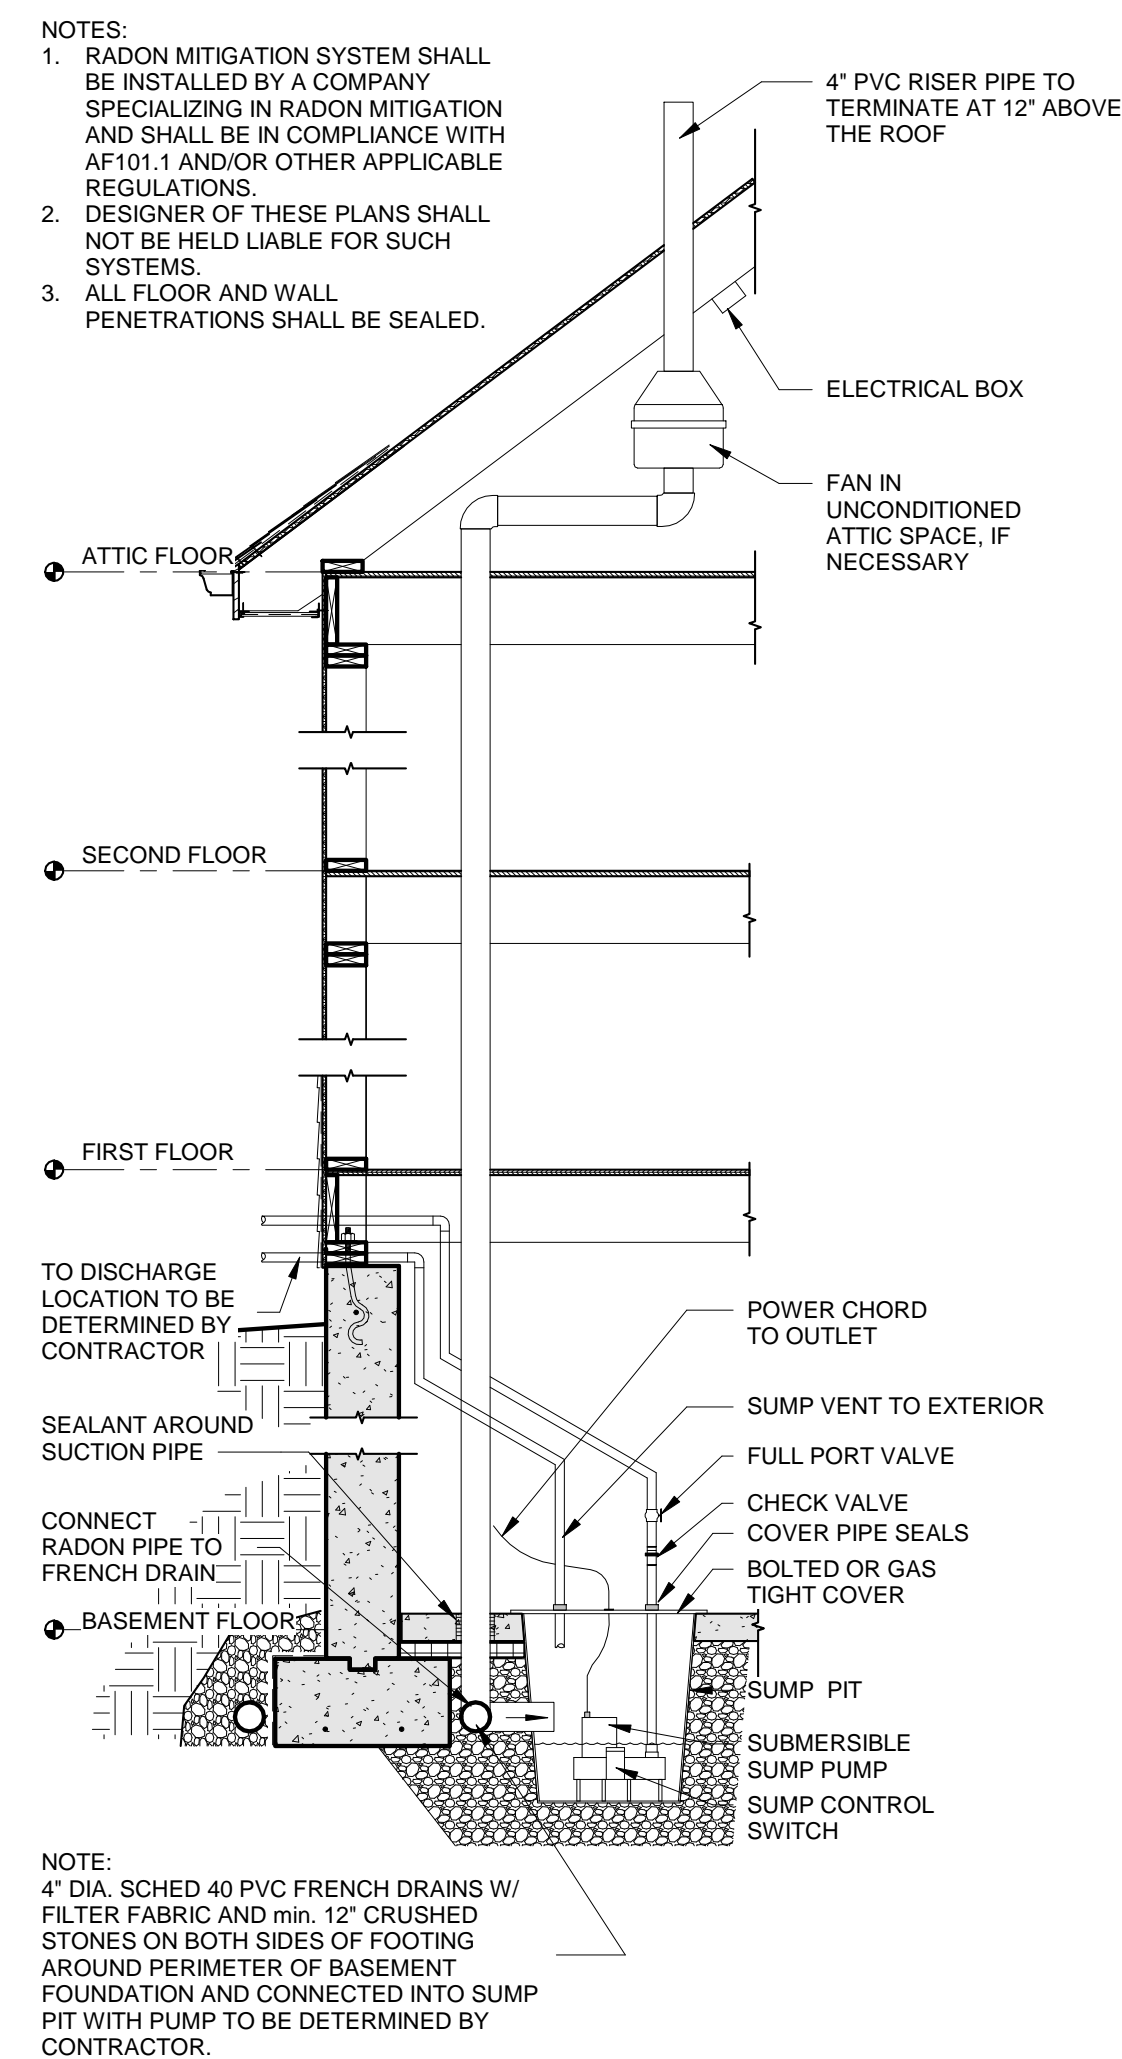 NOTES:
1. RADON MITIGATION SYSTEM SHALL
BE INSTALLED BY A COMPANY
SPECIALIZING IN RADON MITIGATION
AND SHALL BE IN COMPLIANCE WITH
AF101.1 AND/OR OTHER APPLICABLE
REGULATIONS.
2. DESIGNER OF THESE PLANS SHALL
NOT BE HELD LIABLE FOR SUCH
SYSTEMS.
3. ALL FLOOR AND WALL
PENETRATIONS SHALL BE SEALED.
4" PVC RISER PIPE TO
TERMINATE AT 12" ABOVE
THE ROOF
ELECTRICAL BOX
FAN IN
UNCONDITIONED
ATTIC SPACE, IF
NECESSARY
ATTIC FLOOR
SECOND FLOOR
FIRST FLOOR
TO DISCHARGE
LOCATION TO BE
DETERMINED BY
CONTRACTOR
SEALANT AROUND
SUCTION PIPE
CONNECT
RADON PIPE TO
FRENCH DRAIN
BASEMENT FLOOR
POWER CHORD
TO OUTLET
SUMP VENT TO EXTERIOR
FULL PORT VALVE
CHECK VALVE
COVER PIPE SEALS
BOLTED OR GAS
TIGHT COVER
SUMP PIT
SUBMERSIBLE
SUMP PUMP
SUMP CONTROL
SWITCH
NOTE:
4" DIA. SCHED 40 PVC FRENCH DRAINS W/
FILTER FABRIC AND min. 12" CRUSHED
STONES ON BOTH SIDES OF FOOTING
AROUND PERIMETER OF BASEMENT
FOUNDATION AND CONNECTED INTO SUMP
PIT WITH PUMP TO BE DETERMINED BY
CONTRACTOR.